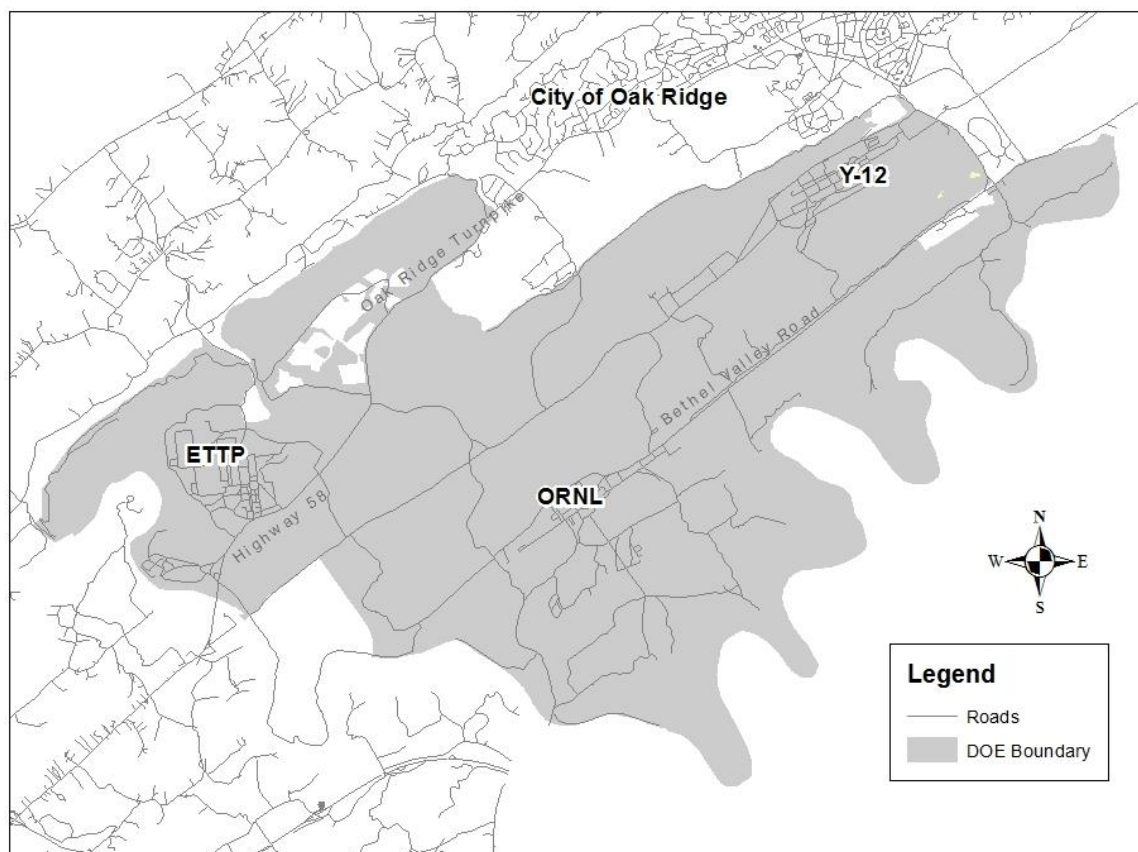 City of Oak Ridge
Y-12
Oak Ridge Turnpike
Bethel Valley Road
ETTP
ORNL
Highway 58
N
W
E
S
Legend
Roads
DOE Boundary